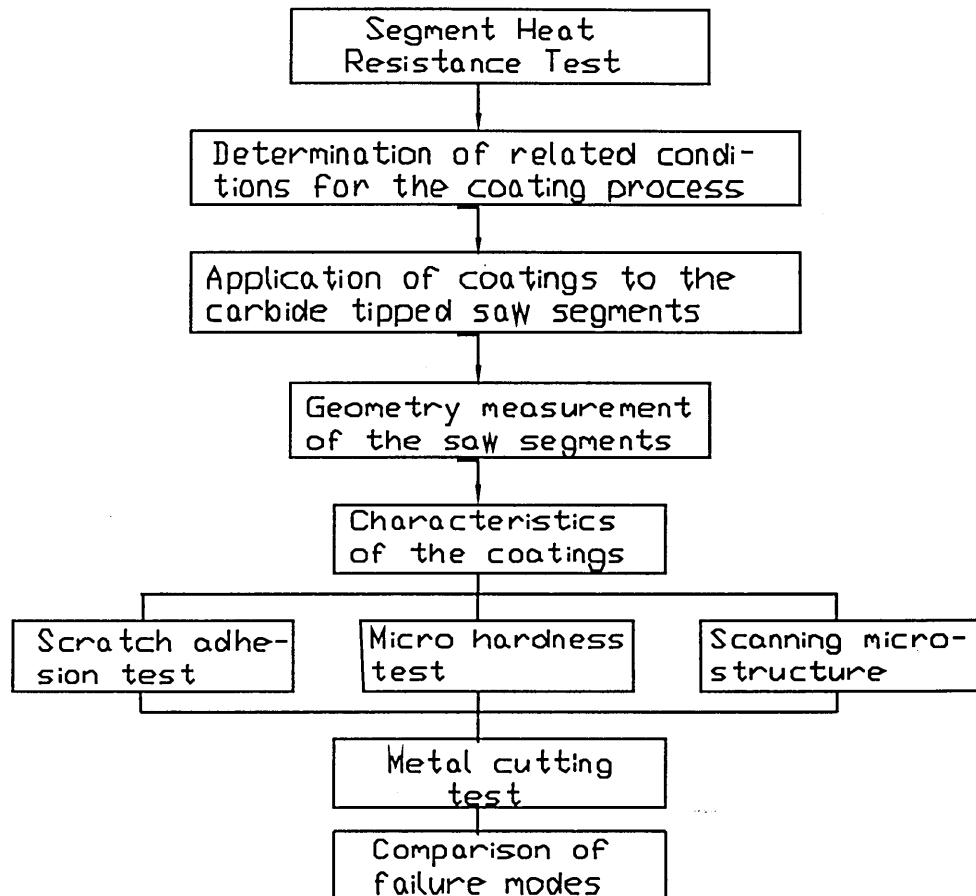 Segment Heat
Resistance Test
Determination of related condi-
tions for the coating process
Application of coatings to the
carbide tipped saw segments
Geometry measurement
of the saw segments
Characteristics
of the coatings
Scratch adhe-
sion test
Micro hardness
test
Scanning micro-
structure
Metal cutting
test
Comparison of
failure modes